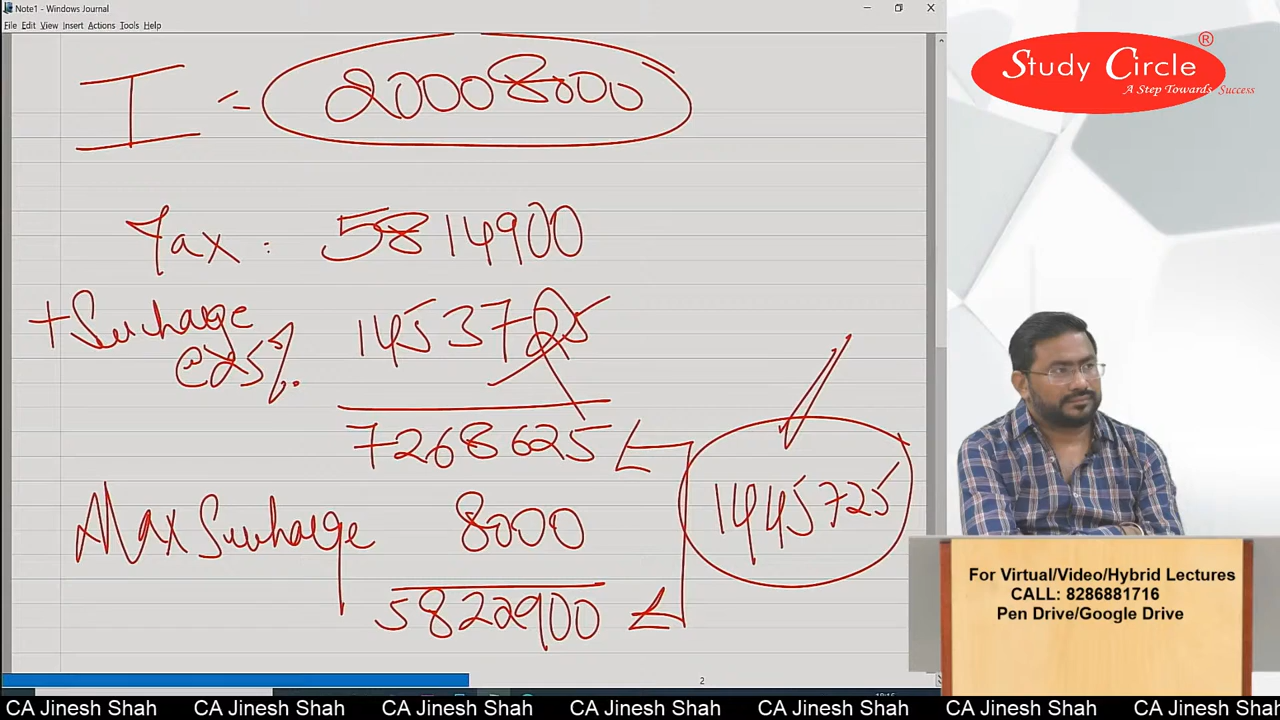 Note1 - Windows Journal
File Edit View Insert Actions Tools Help
I = 20008000
Tax : 5814900
+ Surcharge 1453725
@25%.
7268625
Max Surcharge 8000
1445725
5822900
2
Study Circle ®
A Step Towards Success
For Virtual/Video/Hybrid Lectures
CALL: 8286881716
Pen Drive/Google Drive
CA Jinesh Shah CA Jinesh Shah CA Jinesh Shah CA Jinesh Shah CA Jinesh Shah CA Jinesh Shah CA Jinesh Shah